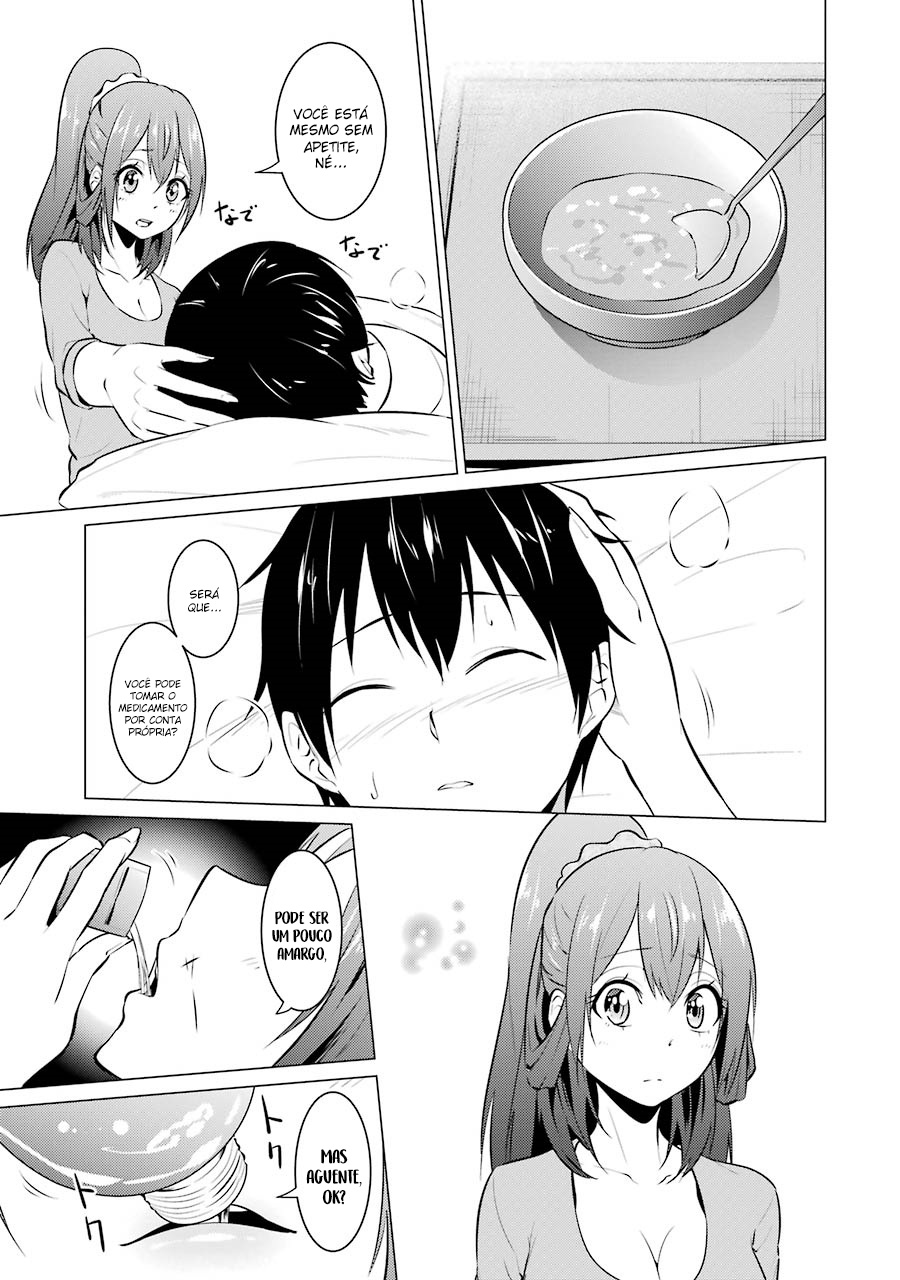 VOCÊ ESTÁ
MESMO SEM
APETITE,
NÉ...
なで
なで
SERÁ
QUE...
VOCÊ PODE
TOMAR O
MEDICAMENTO
POR CONTA
PRÓPRIA?
PODE SER
UM POUCO
AMARGO,
MAS
AGUENTE,
OK?
トク
トク